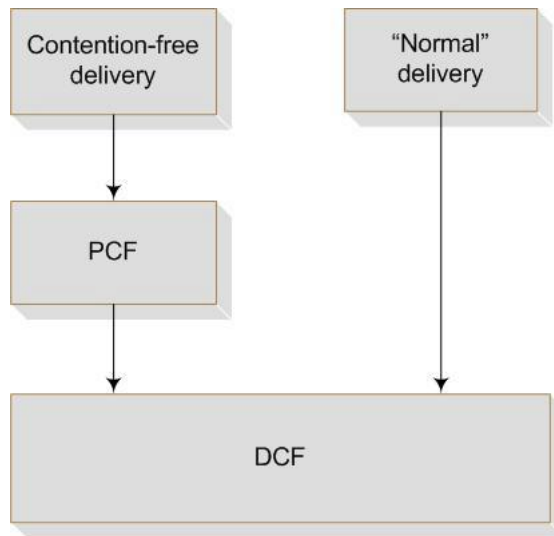 Contention-free
delivery
“Normal”
delivery
PCF
DCF